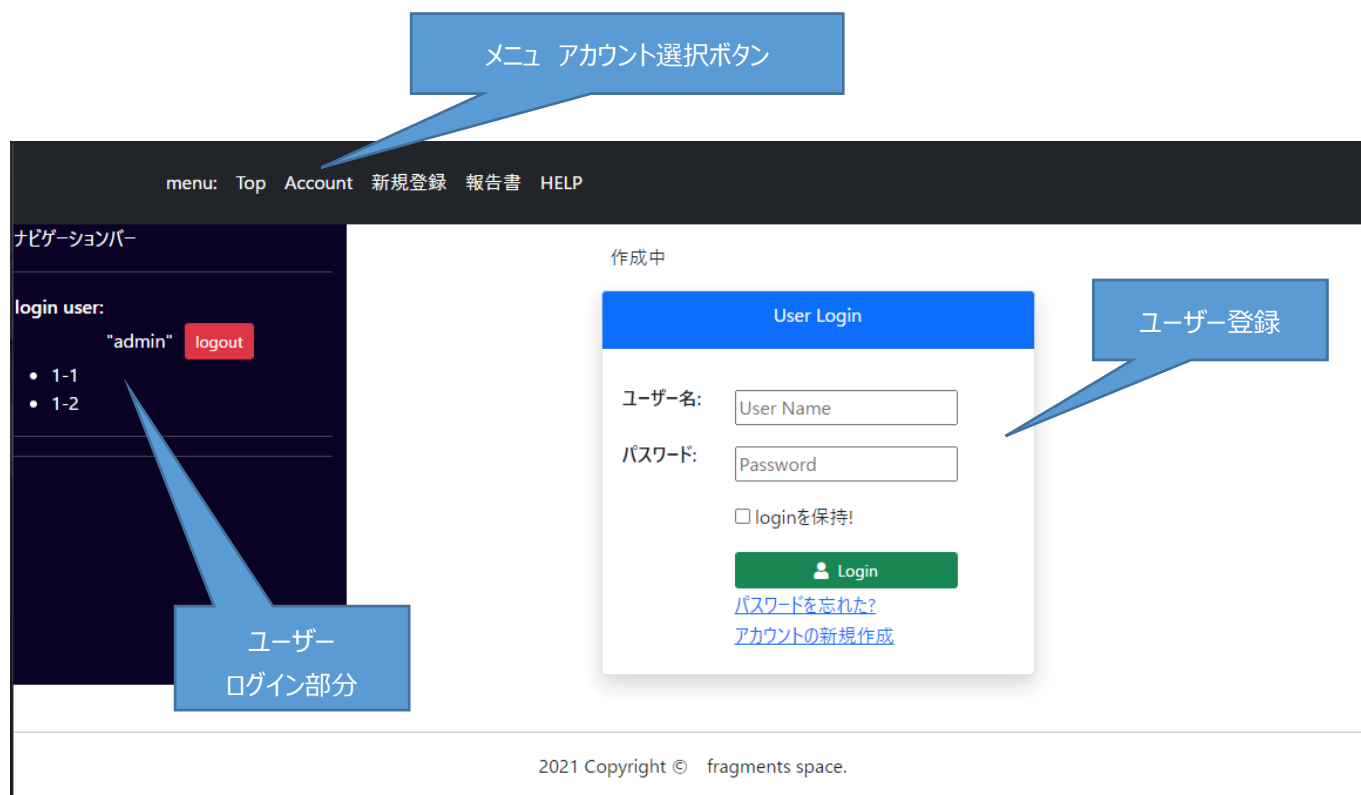 メニュ アカウント選択ボタン
menu: Top Account 新規登録 報告書 HELP
ナビゲーションバー
login user:
"admin" logout
1-1
1-2
ユーザー
ログイン部分
作成中
User Login
ユーザー名: User Name
パスワード: Password
loginを保持!
Login
パスワードを忘れた?
アカウントの新規作成
ユーザー登録
2021 Copyright © fragments space.